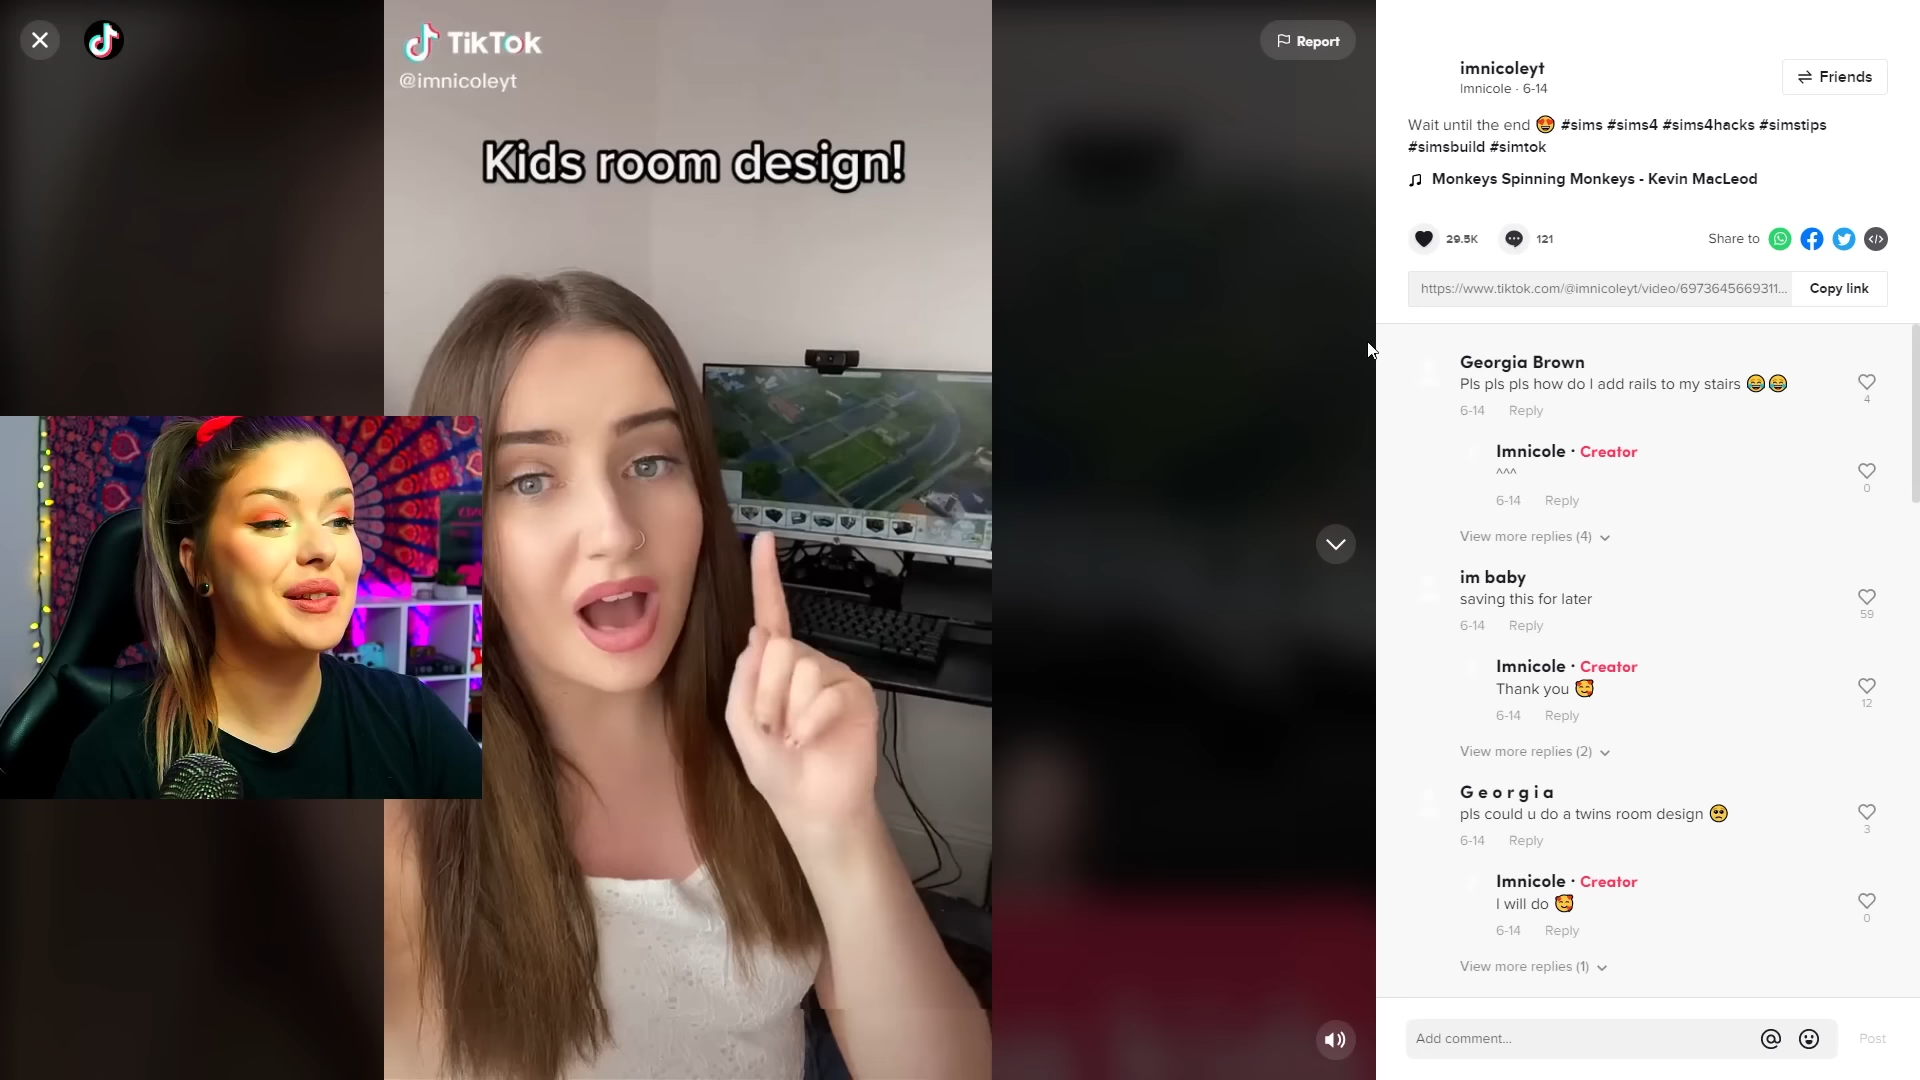 TikTok
@imnicoleyt
Kids room design!
Report
imnicoleyt
Imnicole · 6-14
Friends
Wait until the end 😍 #sims #sims4 #sims4hacks #simstips
#simsbuild #simtok
Monkeys Spinning Monkeys - Kevin MacLeod
29.5K
121
Share to
https://www.tiktok.com/@imnicoleyt/video/6973645669311...
Copy link
Georgia Brown
Pls pls pls how do I add rails to my stairs 😂😂
4
6-14 Reply
Imnicole · Creator
^^^
0
6-14 Reply
View more replies (4)
im baby
saving this for later
59
6-14 Reply
Imnicole · Creator
Thank you 🥰
12
6-14 Reply
View more replies (2)
G e o r g i a
pls could u do a twins room design 🥺
3
6-14 Reply
Imnicole · Creator
I will do 🥰
0
6-14 Reply
View more replies (1)
Add comment...
Post